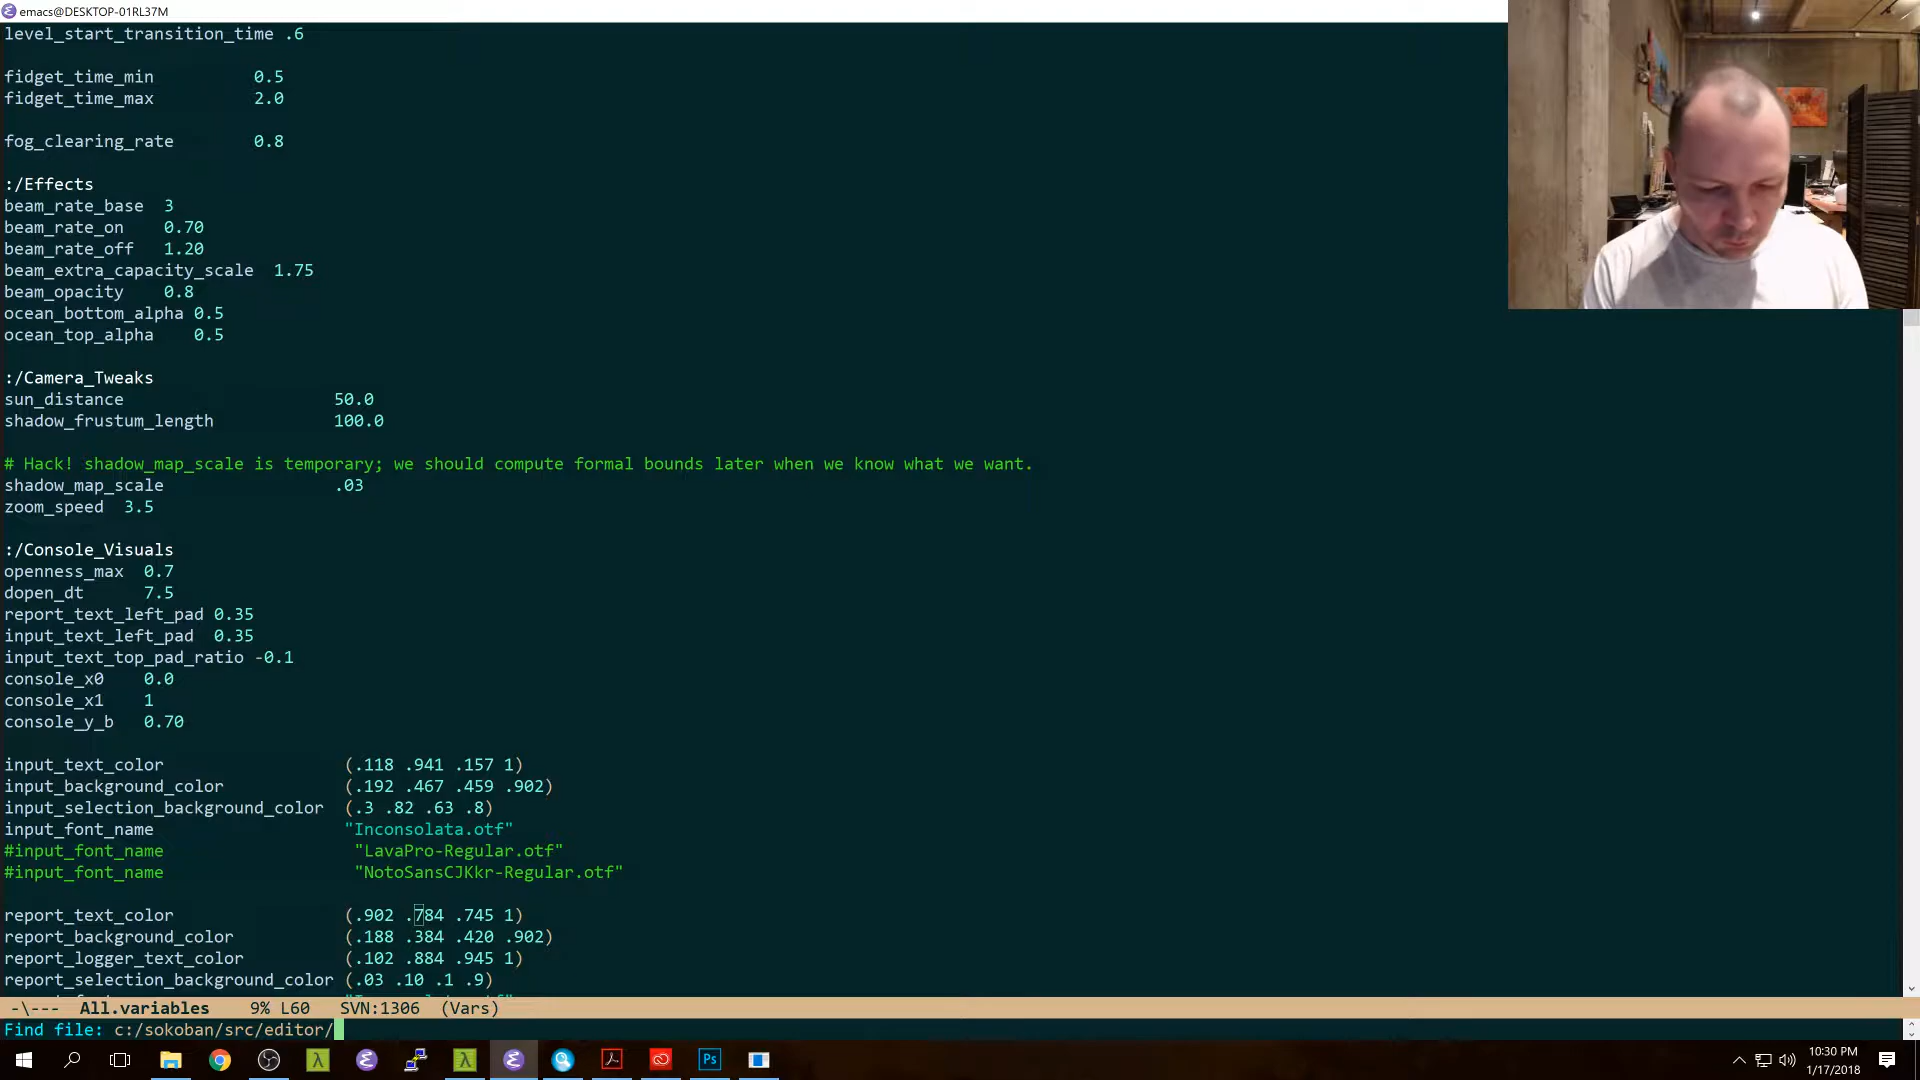 emacs@DESKTOP-01RL37M
level_start_transition_time .6
fidget_time_min 0.5
fidget_time_max 2.0
fog_clearing_rate 0.8
:/Effects
beam_rate_base 3
beam_rate_on 0.70
beam_rate_off 1.20
beam_extra_capacity_scale 1.75
beam_opacity 0.8
ocean_bottom_alpha 0.5
ocean_top_alpha 0.5
:/Camera_Tweaks
sun_distance 50.0
shadow_frustum_length 100.0
# Hack! shadow_map_scale is temporary; we should compute formal bounds later when we know what we want.
shadow_map_scale .03
zoom_speed 3.5
:/Console_Visuals
openness_max 0.7
dopen_dt 7.5
report_text_left_pad 0.35
input_text_left_pad 0.35
input_text_top_pad_ratio -0.1
console_x0 0.0
console_x1 1
console_y_b 0.70
input_text_color (.118 .941 .157 1)
input_background_color (.192 .467 .459 .902)
input_selection_background_color (.3 .82 .63 .8)
input_font_name "Inconsolata.otf"
#input_font_name "LavaPro-Regular.otf"
#input_font_name "NotoSansCJKkr-Regular.otf"
report_text_color (.902 .784 .745 1)
report_background_color (.188 .384 .420 .902)
report_logger_text_color (.102 .884 .945 1)
report_selection_background_color (.03 .10 .1 .9)
-\--- All.variables 9% L60 SVN:1306 (Vars)
Find file: c:/sokoban/src/editor/
Ps
10:30 PM
1/17/2018